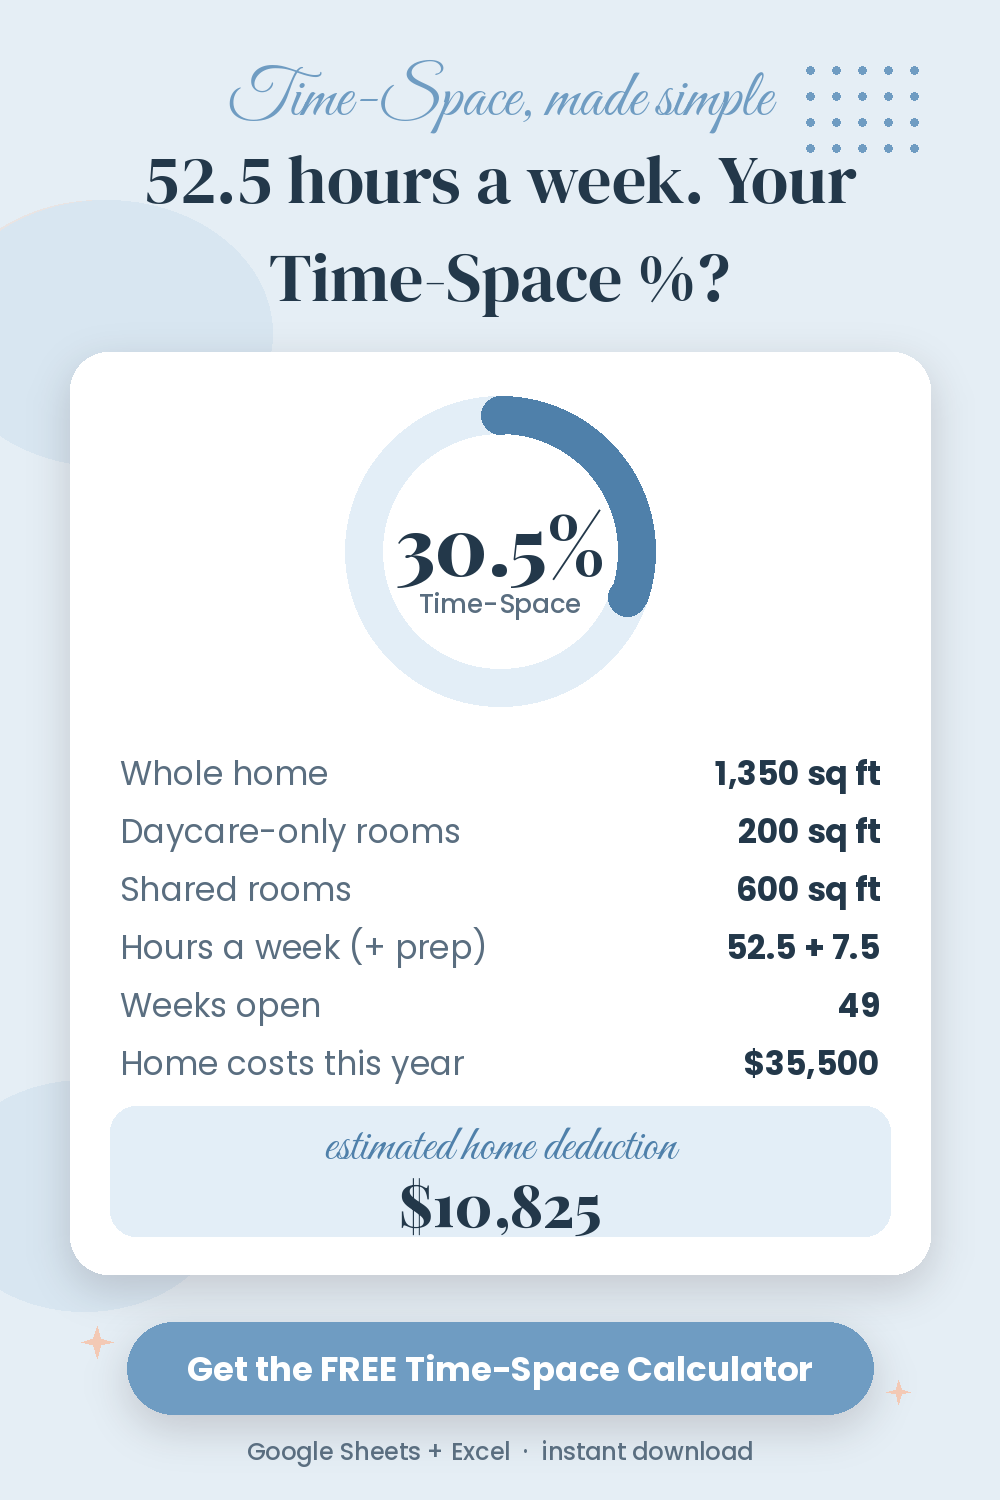 Time-Space, made simple
52.5 hours a week. Your
Time-Space %?
30.5%
Time-Space
Whole home 1,350 sq ft
Daycare-only rooms 200 sq ft
Shared rooms 600 sq ft
Hours a week (+ prep) 52.5 + 7.5
Weeks open 49
Home costs this year $35,500
estimated home deduction
$10,825
Get the FREE Time-Space Calculator
Google Sheets + Excel · instant download